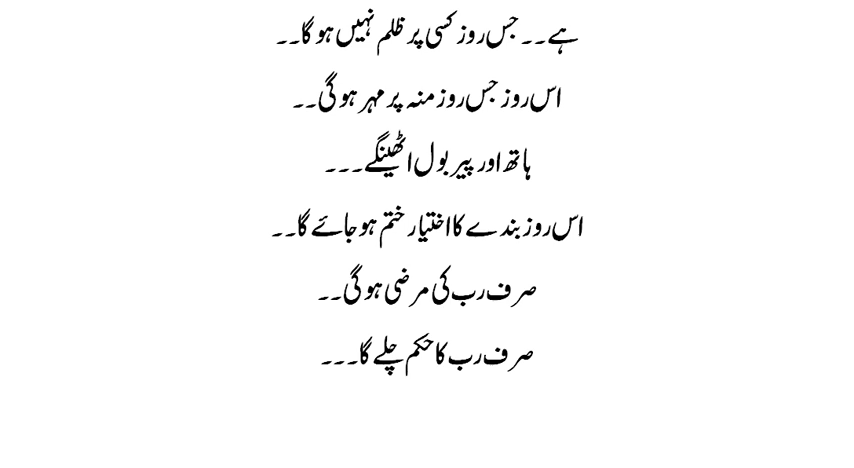 ہے۔۔ جس روز کسی پر ظلم نہیں ہو گا۔۔
اس روز جس روز منہ پر مہر ہوگی۔۔
ہاتھ اور پیر بول اٹھینگے۔۔۔
اس روز بندے کا اختیار ختم ہو جائے گا۔۔
صرف رب کی مرضی ہو گی۔۔
صرف رب کا حکم چلے گا۔۔۔